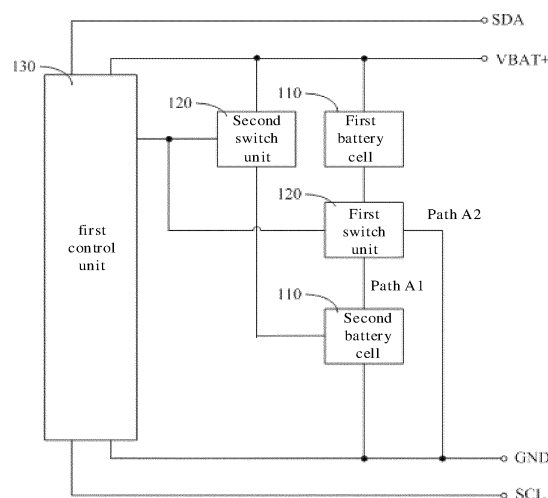 SDA
VBAT+
130
120
110
Second
switch
unit
First
battery
cell
120
First
switch
unit
Path A2
first
control
unit
Path A1
110
Second
battery
cell
GND
SCL